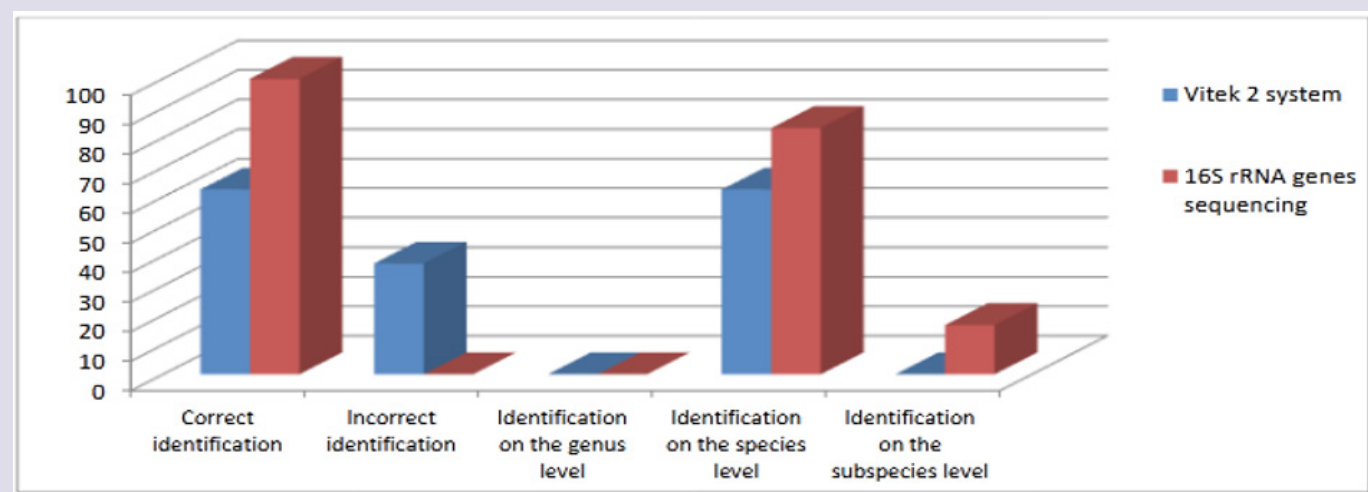 100
90
80
70
60
50
40
30
20
10
0
Correct
identification
Incorrect
identification
Identification
on the genus
level
Identification
on the species
level
Identification
on the
subspecies level
Vitek 2 system
16S rRNA genes
sequencing